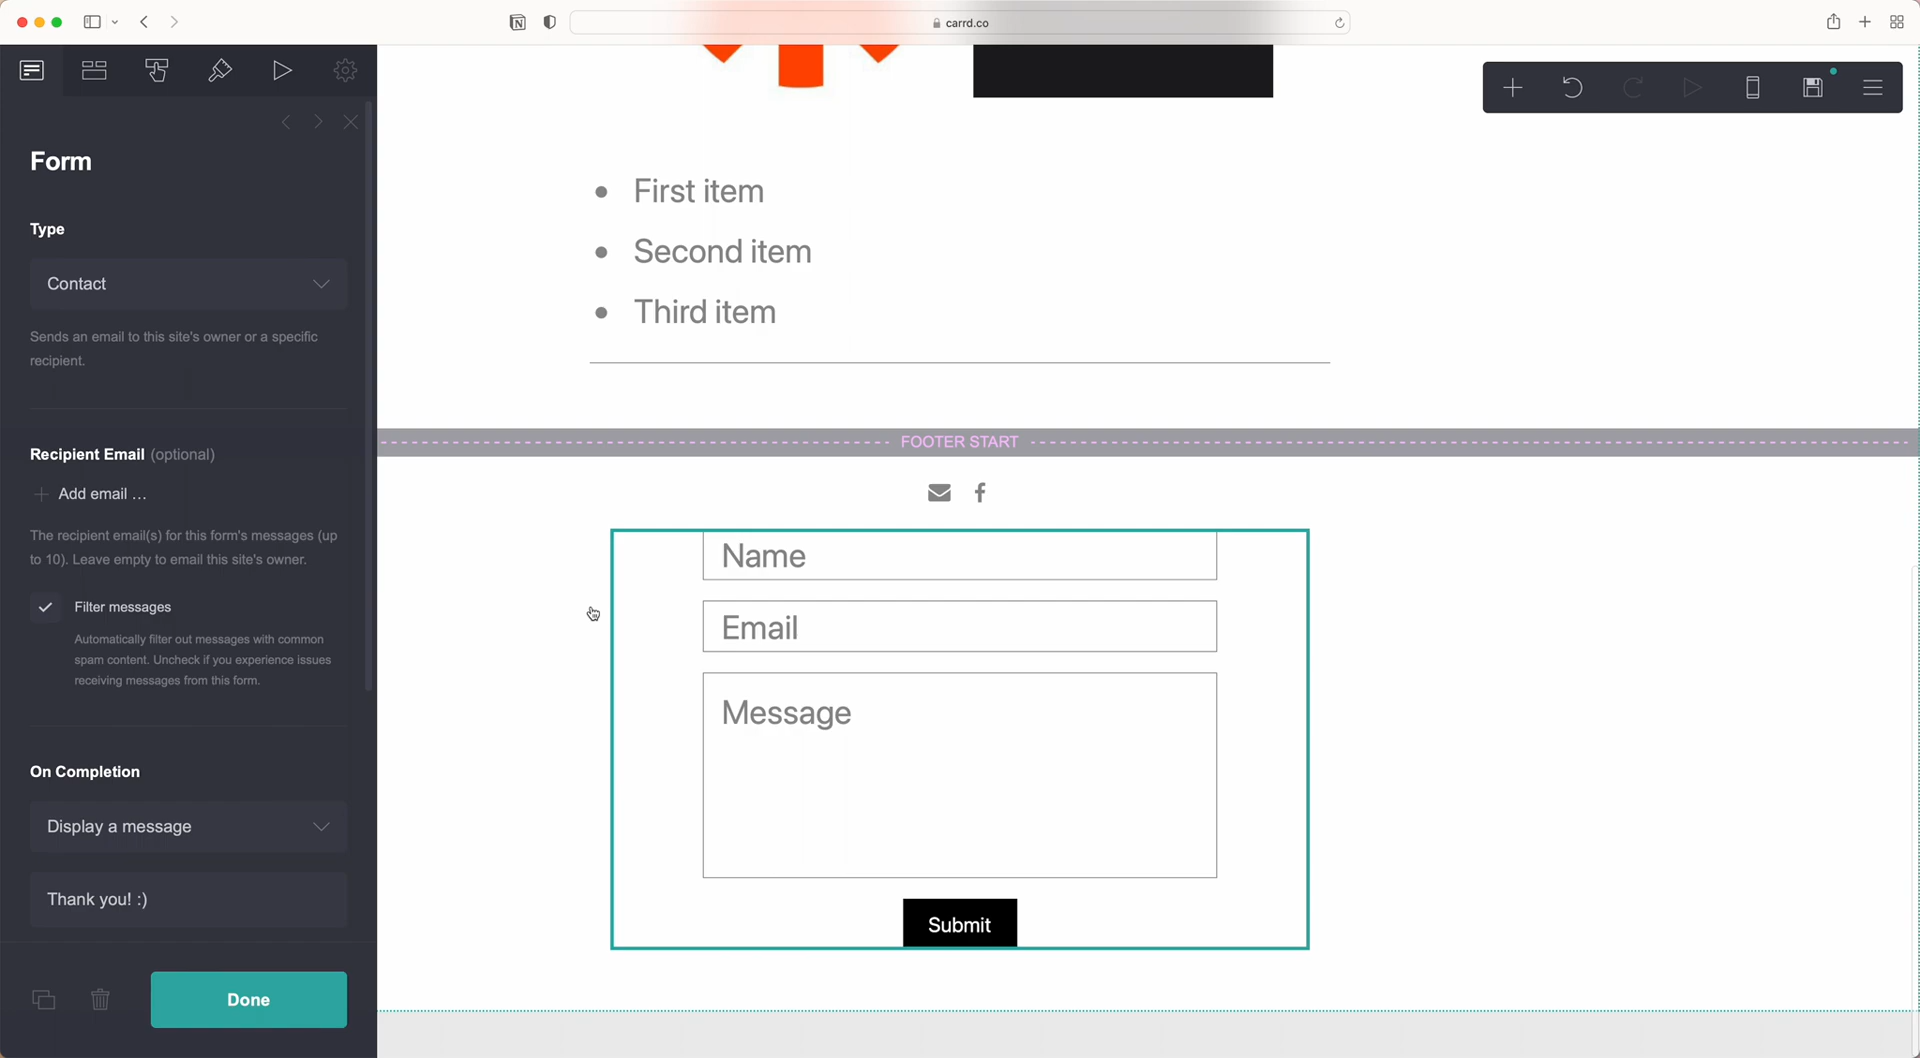 carrd.co
Form
Type
Contact
Sends an email to this site's owner or a specific
recipient.
Recipient Email (optional)
Add email ...
The recipient email(s) for this form's messages (up
to 10). Leave empty to email this site's owner.
Filter messages
Automatically filter out messages with common
spam content. Uncheck if you experience issues
receiving messages from this form.
On Completion
Display a message
Thank you! :)
Done
First item
Second item
Third item
FOOTER START
Name
Email
Message
Submit